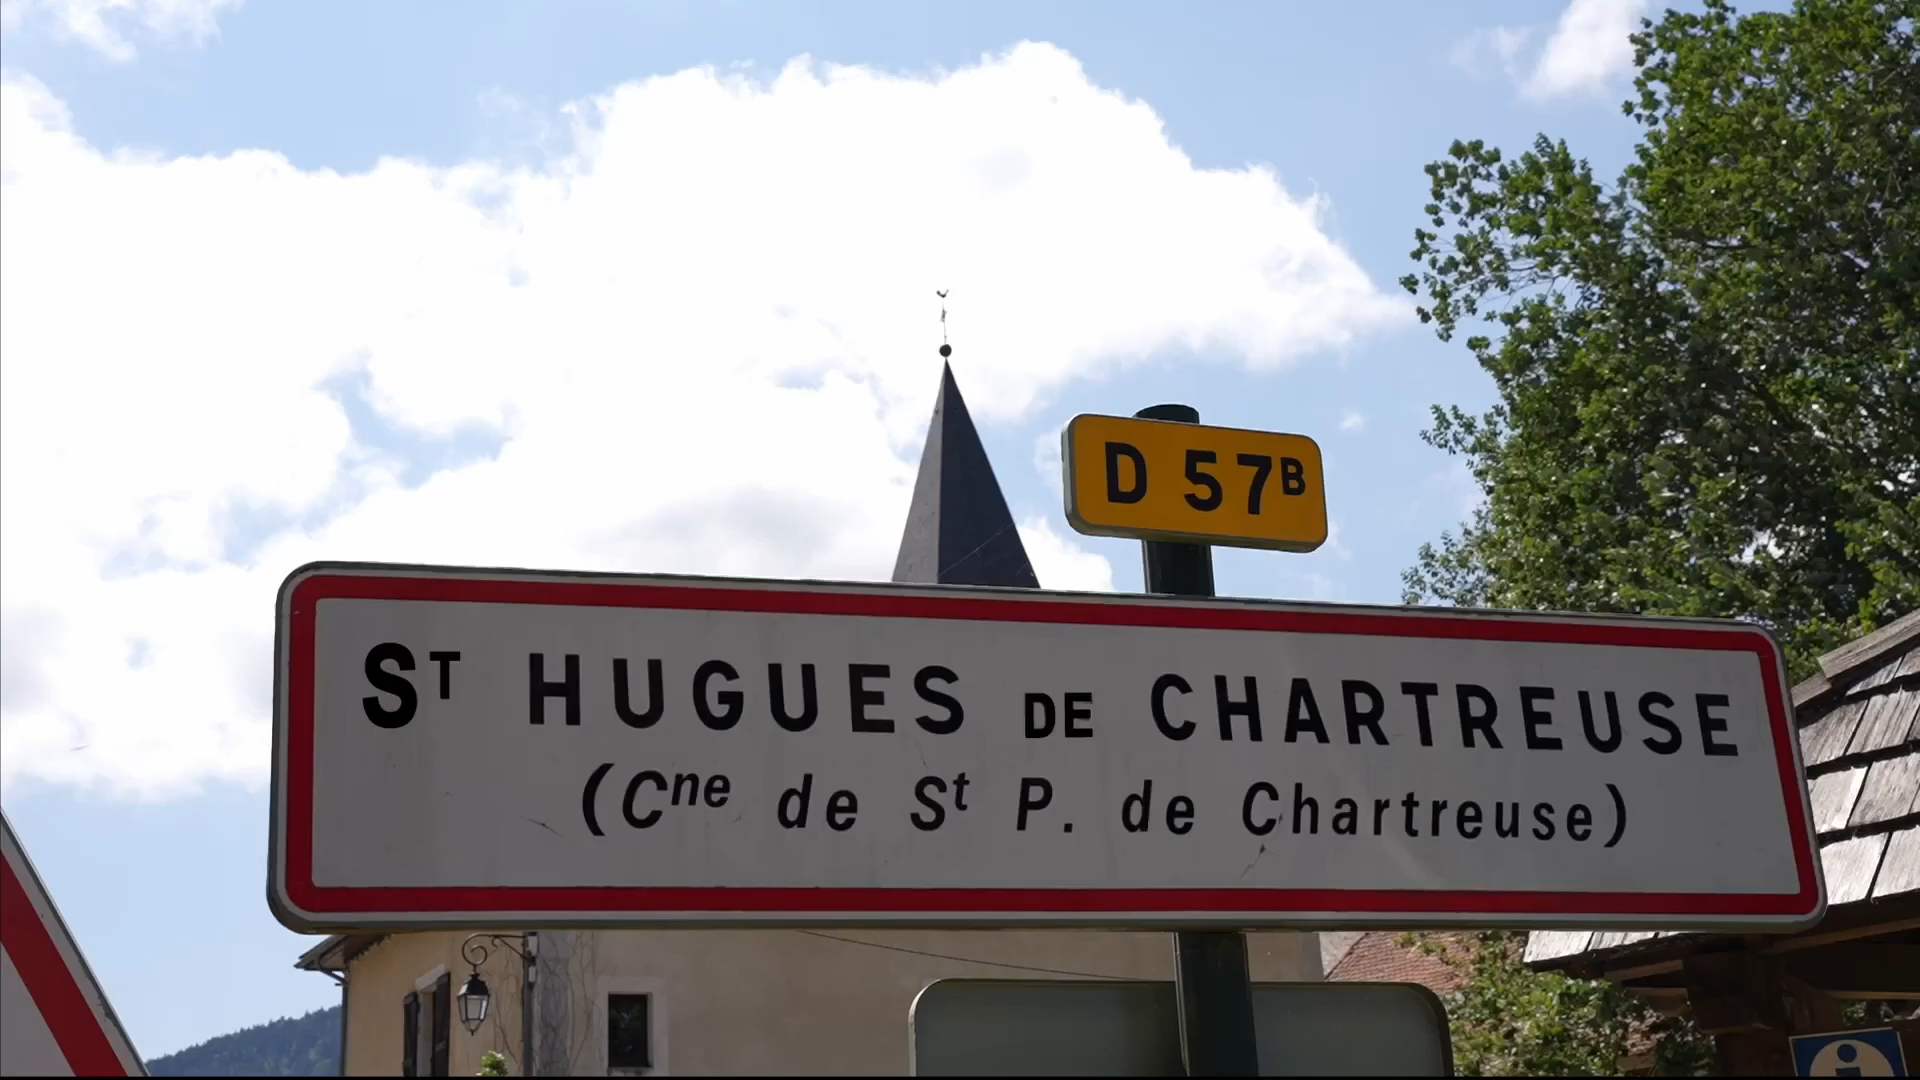 D 57B
ST HUGUES DE CHARTREUSE
(Cne de St P. de Chartreuse)
i